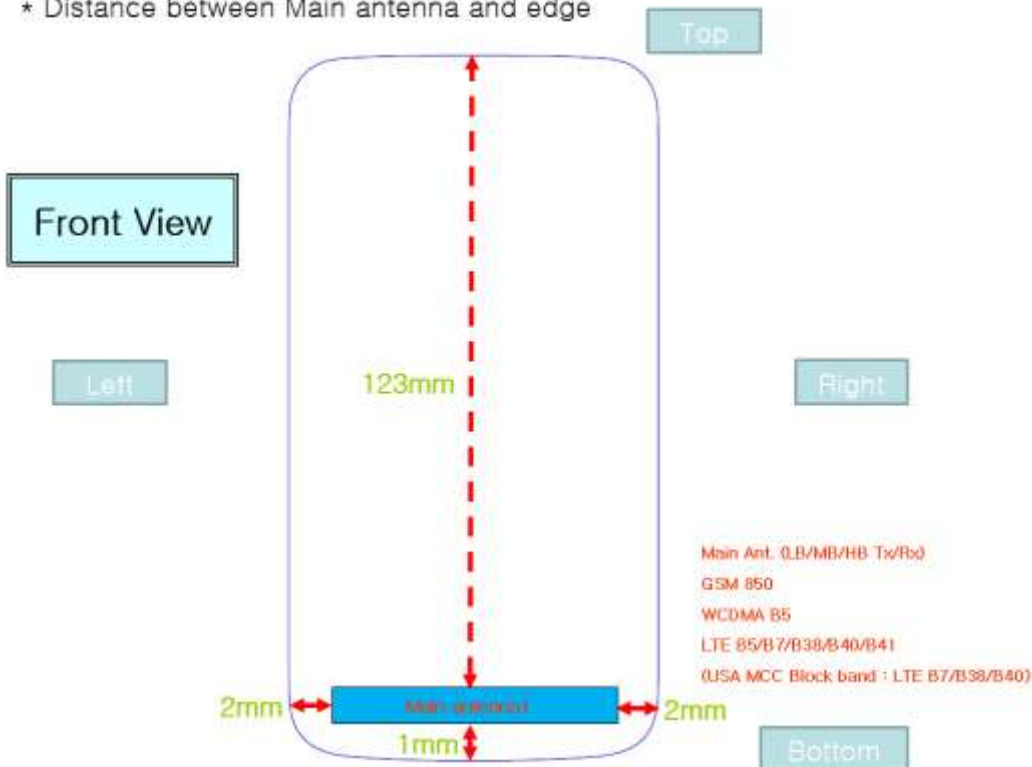 * Distance between Main antenna and edge
Top
Front View
Left
123mm
Right
Main Ant. (LB/MB/HB Tx/Rx)
GSM 850
WCDMA B5
LTE B5/B7/B38/B40/B41
(USA MCC Block band : LTE B7/B38/B40)
2mm
Main
2mm
1mm
Bottom